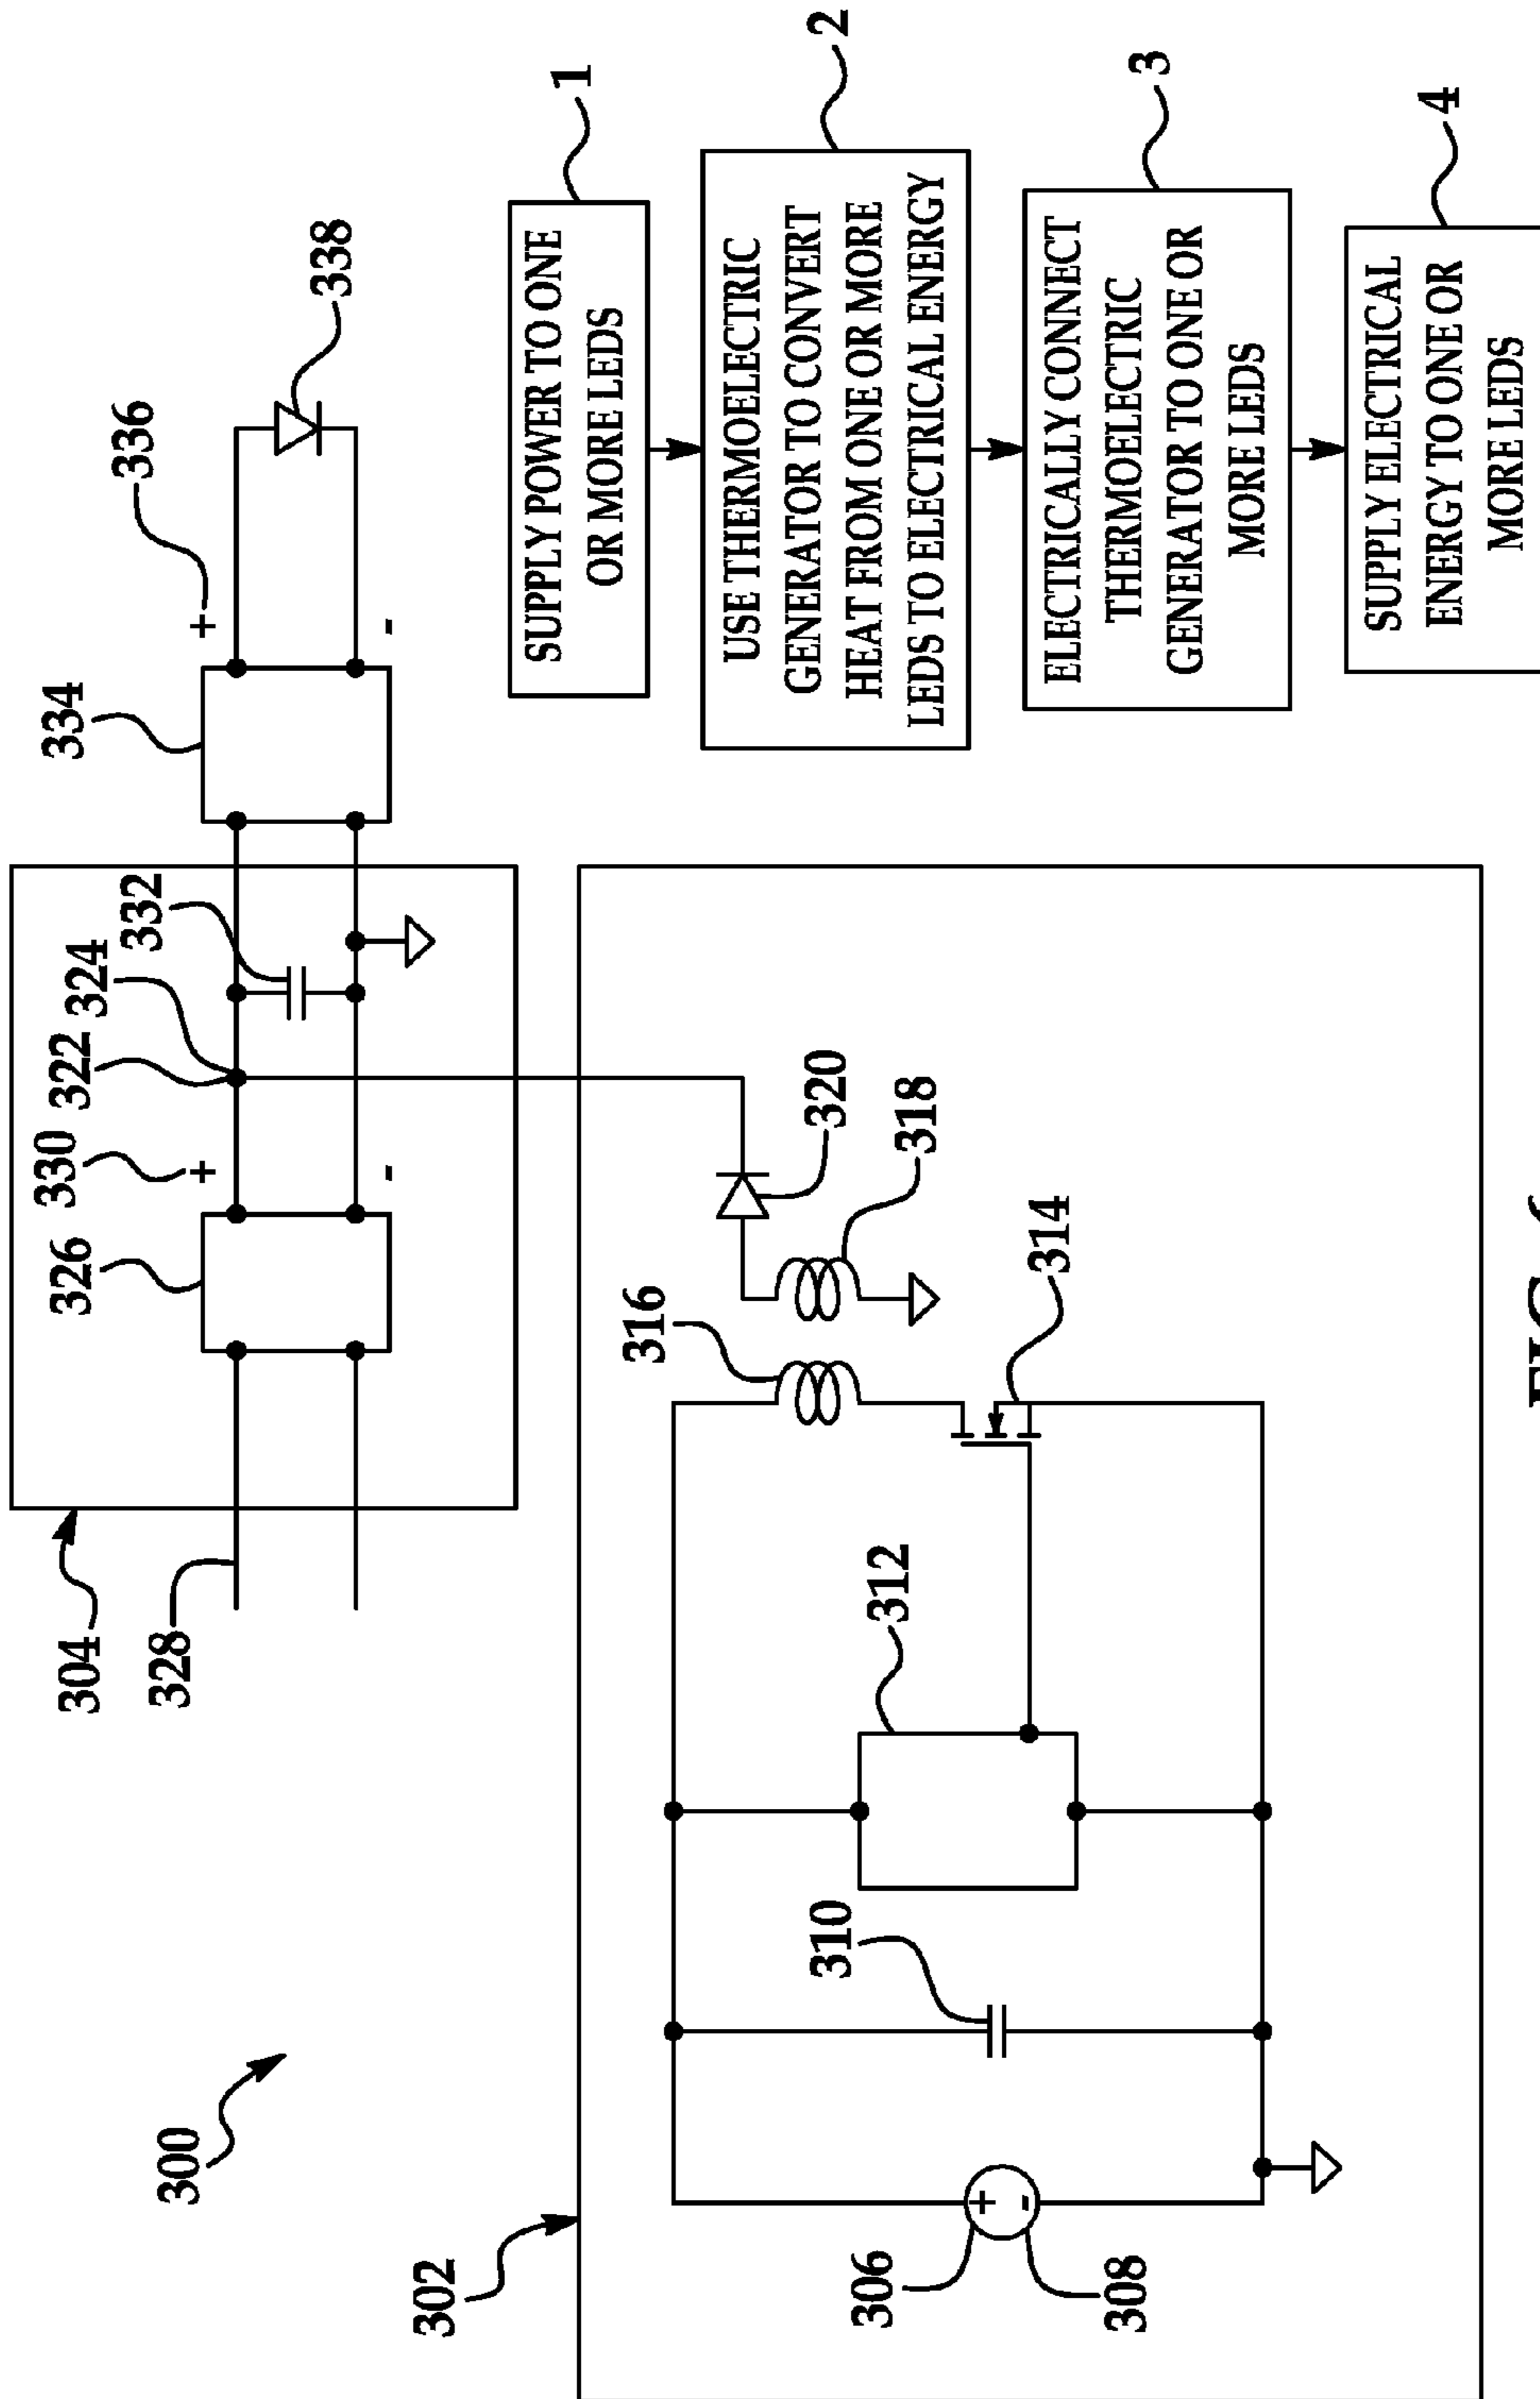 300
302
304
328
326
330
322
324
332
334
336
+
-
+
-
338
306
308
+
-
310
312
314
316
318
320
SUPPLY POWER TO ONE
OR MORE LEDS
1
USE THERMOELECTRIC
GENERATOR TO CONVERT
HEAT FROM ONE OR MORE
LEDS TO ELECTRICAL ENERGY
2
ELECTRICALLY CONNECT
THERMOELECTRIC
GENERATOR TO ONE OR
MORE LEDS
3
SUPPLY ELECTRICAL
ENERGY TO ONE OR
MORE LEDS
4